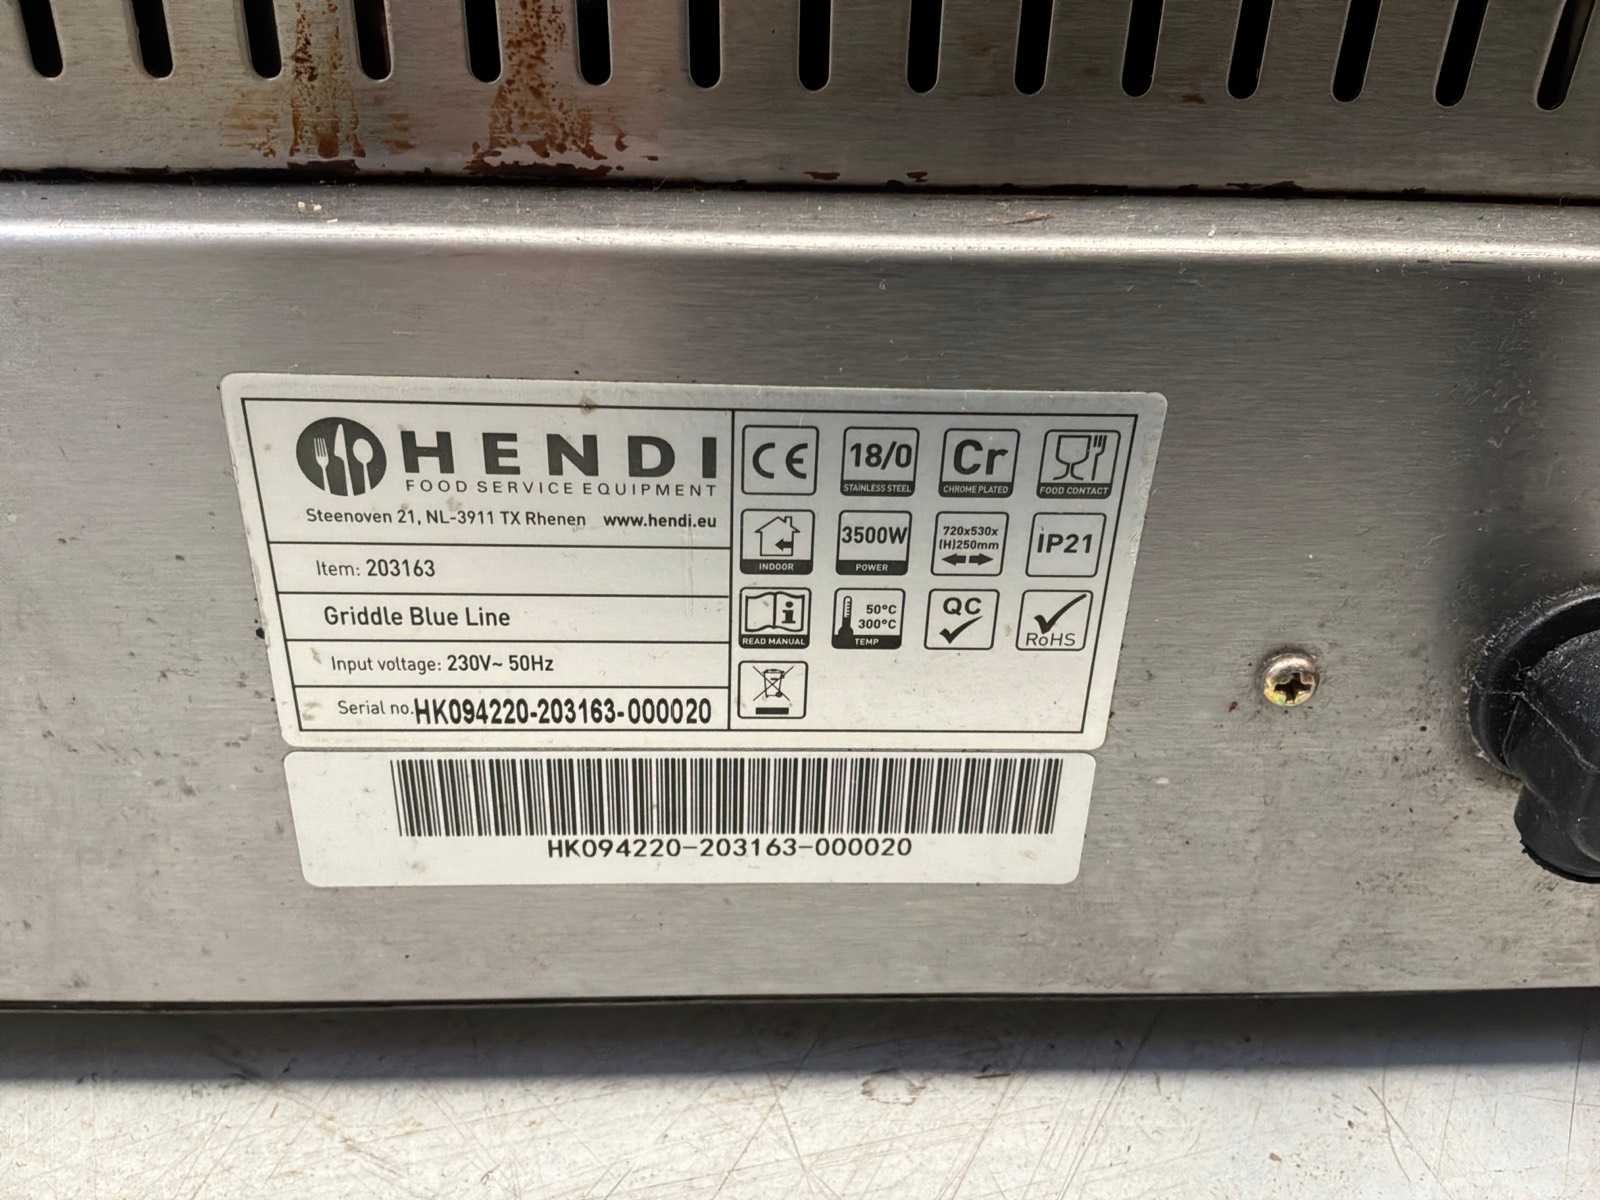 HENDI
FOOD SERVICE EQUIPMENT
Steenoven 21, NL-3911 TX Rhenen www.hendi.eu
Item: 203163
Griddle Blue Line
Input voltage: 230V~ 50Hz
Serial no. HK094220-203163-000020
CE
18/0
STAINLESS STEEL
Cr
CHROME PLATED
FOOD CONTACT
INDOOR
3500W
POWER
720x530x
(H)250mm
IP21
i
READ MANUAL
50°C
300°C
TEMP
QC
RoHS
HK094220-203163-000020